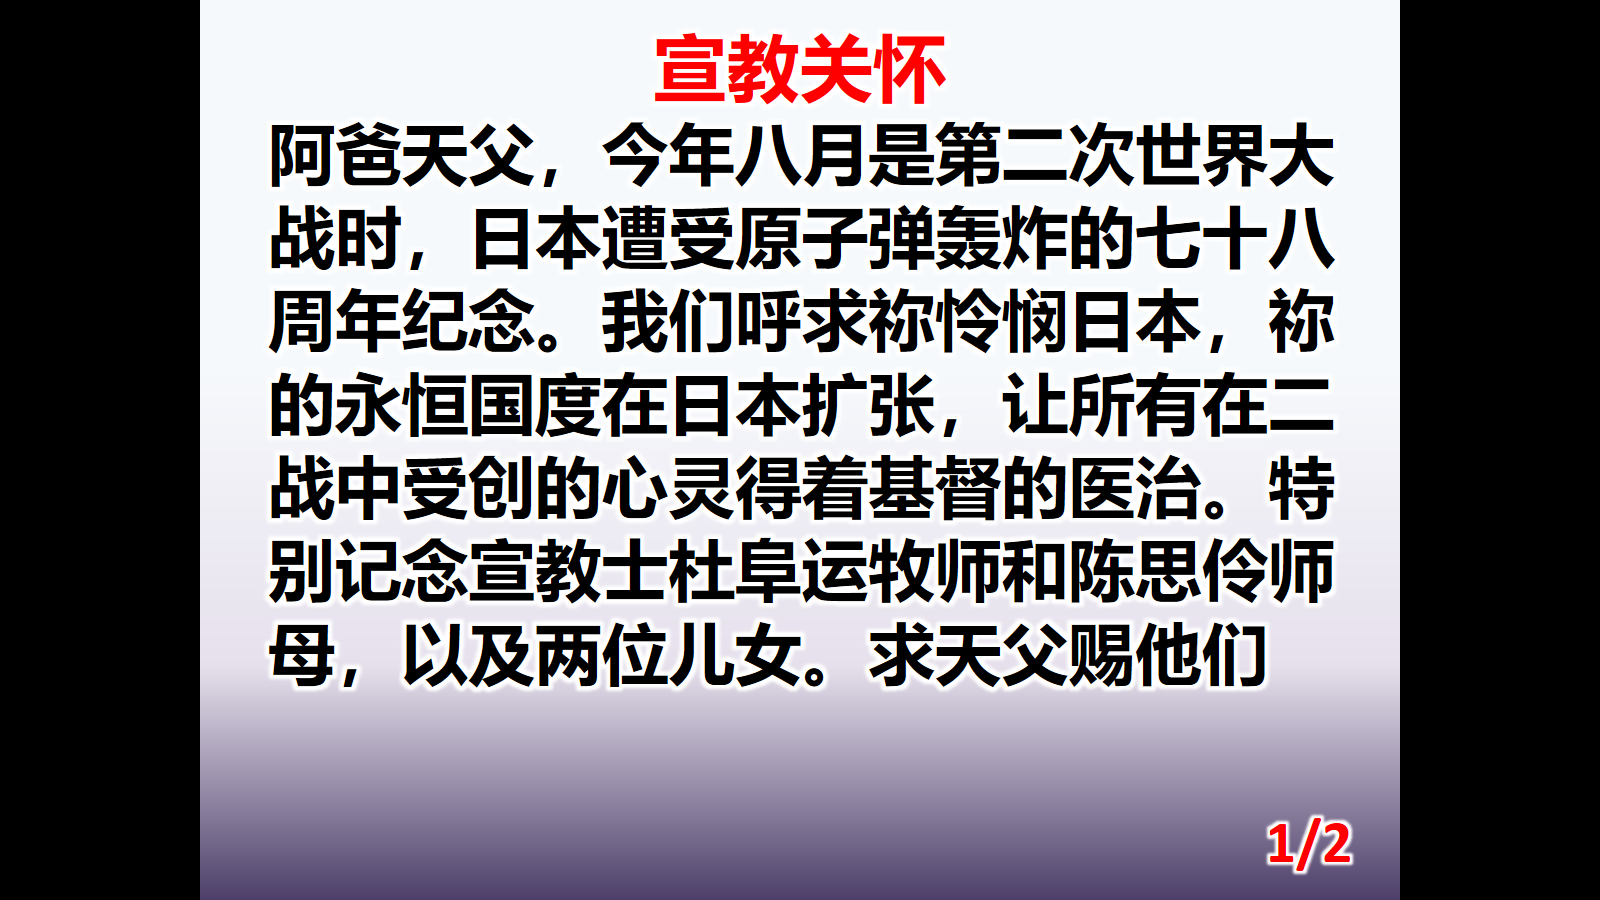 宣教关怀
阿爸天父，今年八月是第二次世界大
战时，日本遭受原子弹轰炸的七十八
周年纪念。我们呼求祢怜悯日本，祢
的永恒国度在日本扩张，让所有在二
战中受创的心灵得着基督的医治。特
别记念宣教士杜阜运牧师和陈思伶师
母，以及两位儿女。求天父赐他们
1/2